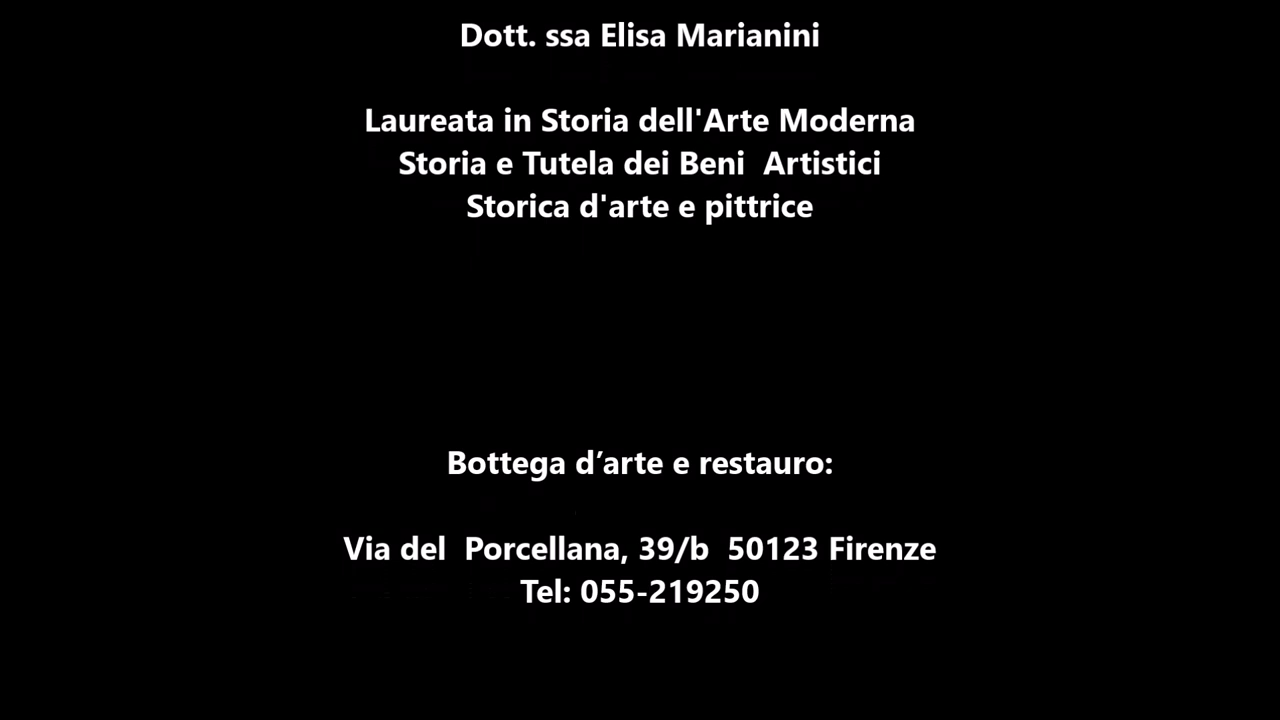 Dott. ssa Elisa Marianini
Laureata in Storia dell'Arte Moderna
Storia e Tutela dei Beni  Artistici
Storica d'arte e pittrice
Bottega d’arte e restauro:
Via del  Porcellana, 39/b  50123 Firenze
Tel: 055-219250